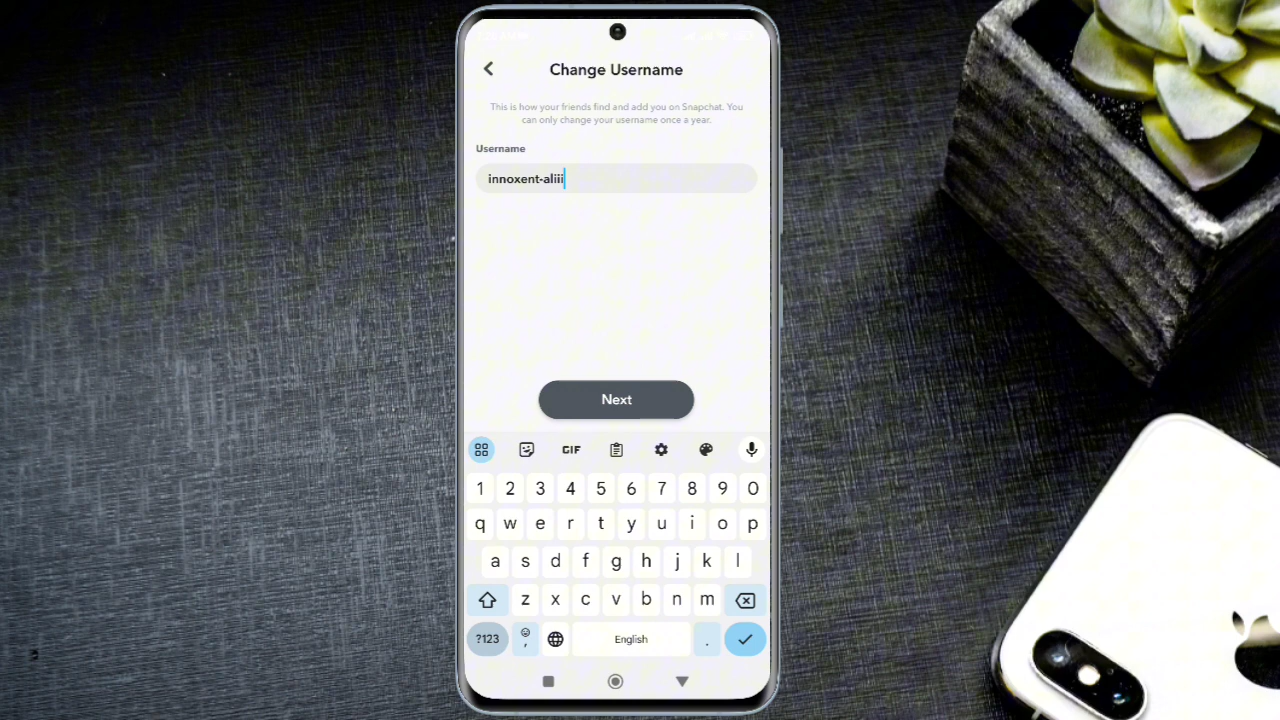 Change Username
This is how your friends find and add you on Snapchat. You
can only change your username once a year.
Username
innoxent-aliii
Next
GIF
1 2 3 4 5 6 7 8 9 0
q w e r t y u i o p
a s d f g h j k l
z x c v b n m
?123 , English .